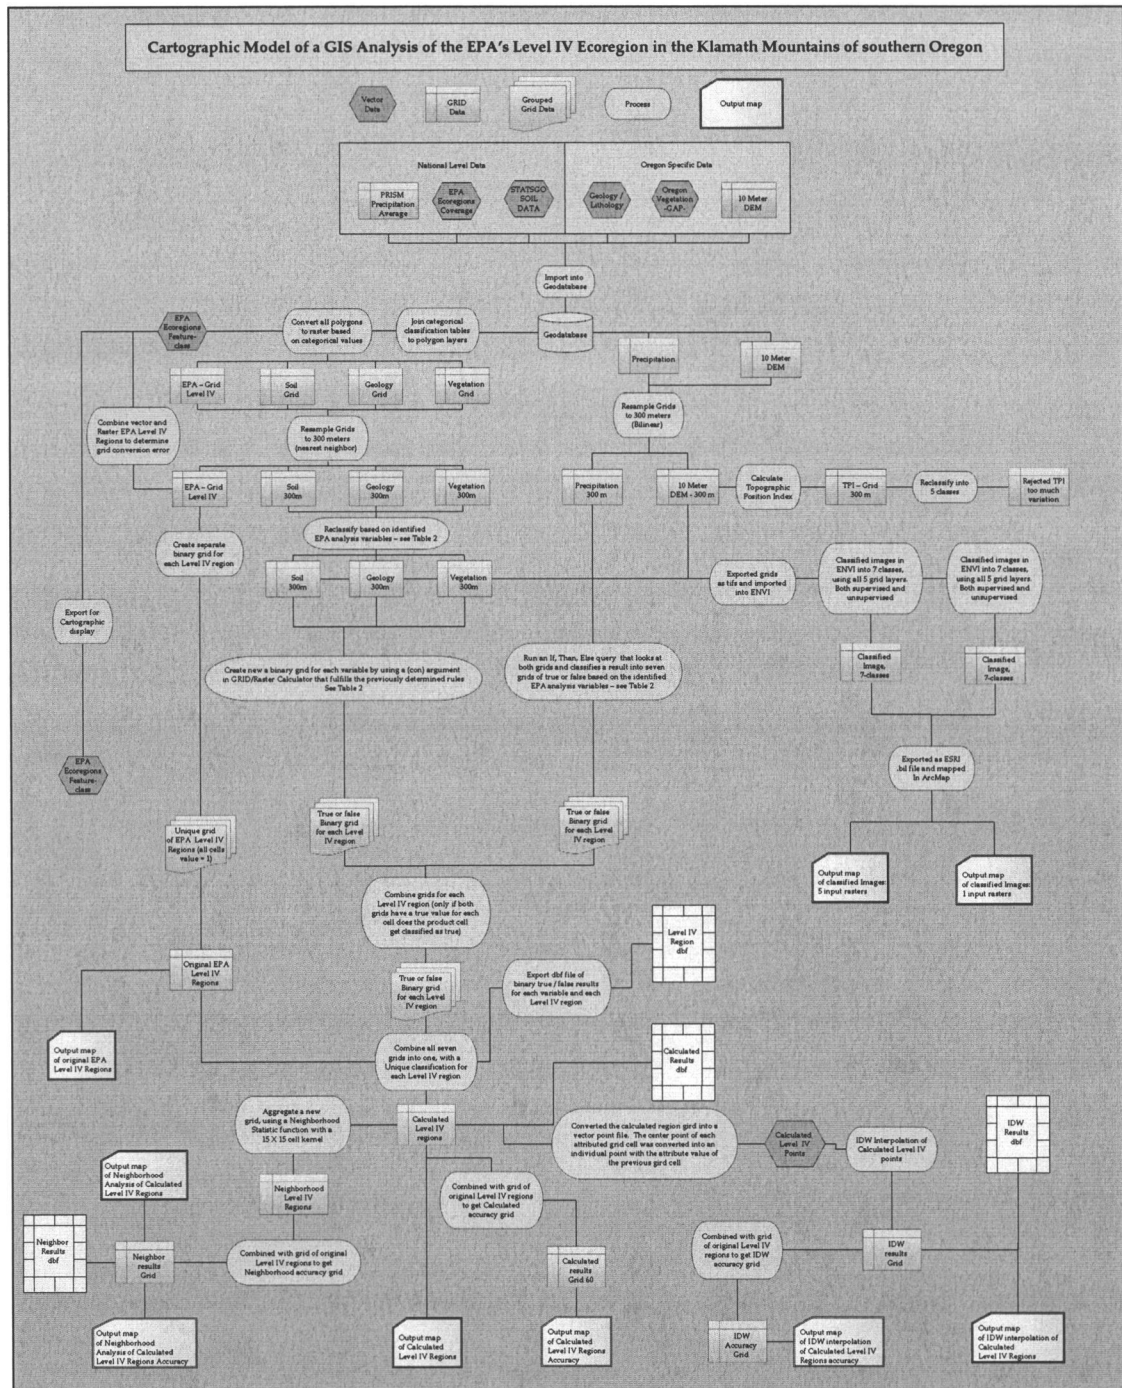 Cartographic Model of a GIS Analysis of the EPA's Level IV Ecoregion in the Klamath Mountains of southern Oregon
Vector
Data
GRID
Data
Grouped
Grid Data
Process
Output map
National Level Data
Oregon Specific Data
PRISM
Precipitation
Average
EPA
Ecoregions
Coverage
STATSGO
SOIL
DATA
Geology /
Lithology
Oregon
Vegetation
-GAP-
10 Meter
DEM
Import into
Geodatabase
EPA
Ecoregions
Feature-
class
Convert all polygons
to raster based
on categorical values
Join categorical
classification tables
to polygon layers
Geodatabase
Precipitation
10 Meter
DEM
EPA – Grid
Level IV
Soil
Grid
Geology
Grid
Vegetation
Grid
Combine vector and
Raster EPA Level IV
Regions to determine
grid conversion error
Resample Grids
to 300 meters
(nearest neighbor)
Resample Grids
to 300 meters
(Bilinear)
EPA – Grid
Level IV
Soil
300m
Geology
300m
Vegetation
300m
Precipitation
300 m
10 Meter
DEM - 300 m
Calculate
Topographic
Position Index
TPI – Grid
300 m
Reclassify into
5 classes
Rejected TPI
too much
variation
Reclassify based on identified
EPA analysis variables – see Table 2
Create separate
binary grid for
each Level IV region
Soil
300m
Geology
300m
Vegetation
300m
Exported grids
as tifs and imported
into ENVI
Classified images in
ENVI into 7 classes,
using all 5 grid layers.
Both supervised and
unsupervised
Classified images in
ENVI into 7 classes,
using all 5 grid layers.
Both supervised and
unsupervised
Export for
Cartographic
display
Create new a binary grid for each variable by using a (con) argument
in GRID/Raster Calculator that fulfills the previously determined rules
See Table 2
Run an If, Than, Else query that looks at
both grids and classifies a result into seven
grids of true or false based on the identified
EPA analysis variables – see Table 2
Classified
Image,
7-classes
Classified
Image,
7-classes
EPA
Ecoregions
Feature-
class
Exported as ESRI
.bil file and mapped
In ArcMap
Unique grid
of EPA Level IV
Regions (all cells
value = 1)
True or false
Binary grid
for each Level
IV region
True or false
Binary grid
for each Level
IV region
Output map
of classified Images:
5 input rasters
Output map
of classified Images:
1 input rasters
Combine grids for each
Level IV region (only if both
grids have a true value for each
cell does the product cell
get classified as true)
Level IV
Region
dbf
Original EPA
Level IV
Regions
True or false
Binary grid
for each Level
IV region
Export dbf file of
binary true / false results
for each variable and each
Level IV region
Output map
of original EPA
Level IV Regions
Combine all seven
grids into one, with a
Unique classification for
each Level IV region
Calculated
Results
dbf
Aggregate a new
grid, using a Neighborhood
Statistic function with a
15 X 15 cell kernel
Calculated
Level IV
regions
Converted the calculated region gird into a
vector point file. The center point of each
attributed grid cell was converted into an
individual point with the attribute value of
the previous gird cell
Calculated
Level IV
Points
IDW Interpolation of
Calculated Level IV
points
IDW
Results
dbf
Output map
of Neighborhood
Analysis of Calculated
Level IV Regions
Neighborhood
Level IV
Regions
Combined with grid of
original Level IV regions
to get Calculated
accuracy grid
Neighbor
Results
dbf
Neighbor
results
Grid
Combined with grid of original
Level IV regions to get
Neighborhood accuracy grid
Calculated
results
Grid 60
Combined with grid
of original Level IV
regions to get IDW
accuracy grid
IDW
results
Grid
Output map
of Neighborhood
Analysis of Calculated
Level IV Regions Accuracy
Output map
of Calculated
Level IV Regions
Output map
of Calculated
Level IV Regions
Accuracy
IDW
Accuracy
Grid
Output map
of IDW interpolation
of Calculated Level IV
Regions accuracy
Output map
of IDW interpolation of
Calculated
Level IV Regions